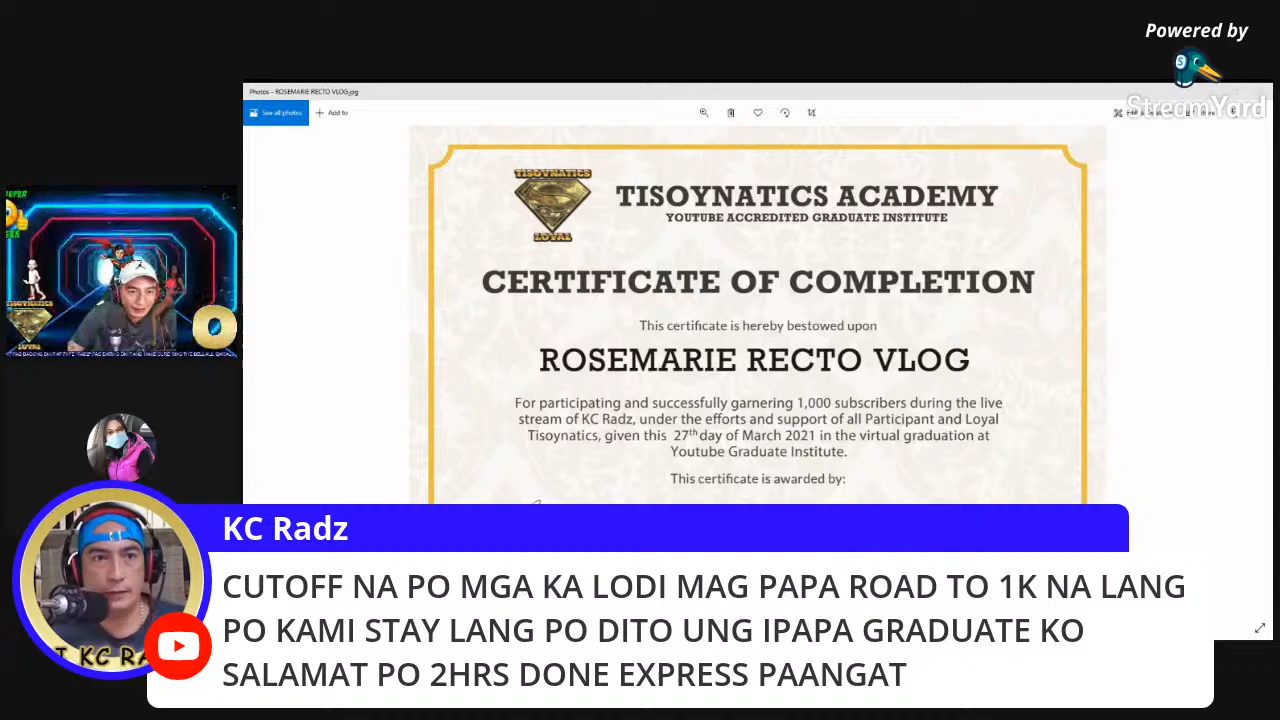 Powered by
StreamYard
Photos - ROSEMARIE RECTO VLOG.jpg
See all photos
Add to
TISOYNATICS
LOYAL
TISOYNATICS ACADEMY
YOUTUBE ACCREDITED GRADUATE INSTITUTE
CERTIFICATE OF COMPLETION
This certificate is hereby bestowed upon
ROSEMARIE RECTO VLOG
For participating and successfully garnering 1,000 subscribers during the live
stream of KC Radz, under the efforts and support of all Participant and Loyal
Tisoynatics, given this 27th day of March 2021 in the virtual graduation at
Youtube Graduate Institute.
This certificate is awarded by:
TISOYNATICS
LOYAL
O
KC Radz
CUTOFF NA PO MGA KA LODI MAG PAPA ROAD TO 1K NA LANG
PO KAMI STAY LANG PO DITO UNG IPAPA GRADUATE KO
SALAMAT PO 2HRS DONE EXPRESS PAANGAT